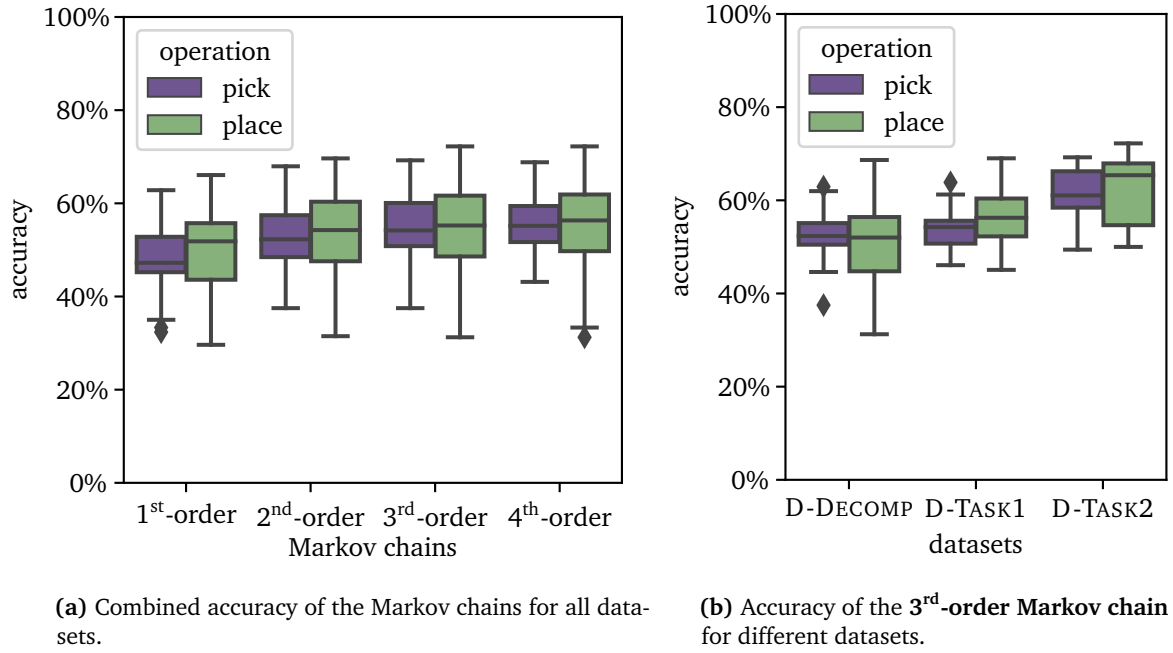 100%
80%
60%
40%
20%
0%
accuracy
operation
pick
place
1st-order 2nd-order 3rd-order 4th-order
Markov chains
(a) Combined accuracy of the Markov chains for all data-
sets.
100%
80%
60%
40%
20%
0%
accuracy
operation
pick
place
D-DECOMP D-TASK1 D-TASK2
datasets
(b) Accuracy of the 3rd-order Markov chain
for different datasets.